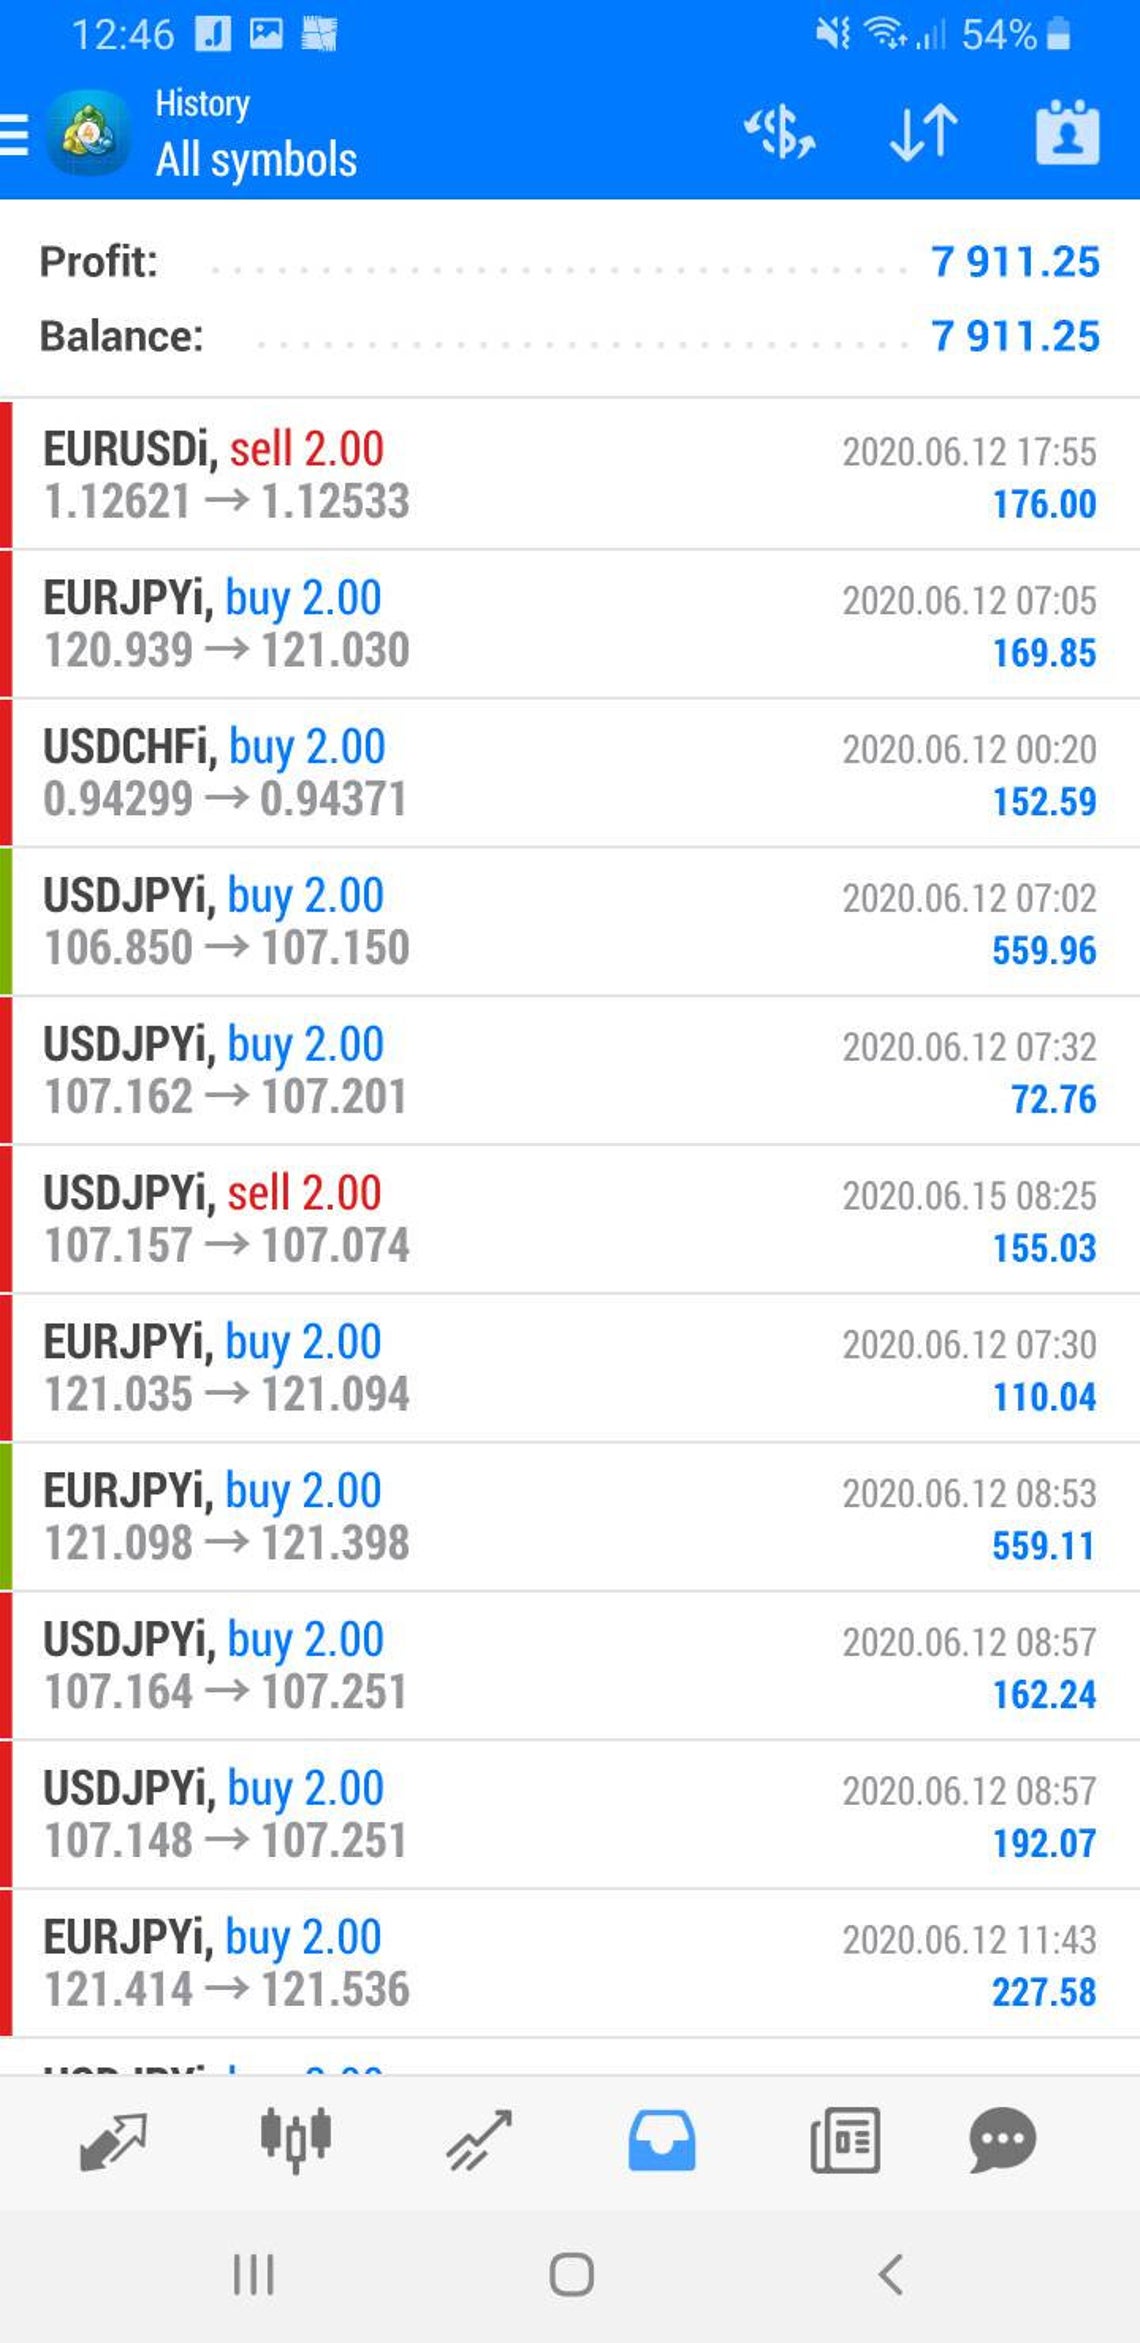 12:46 54%
History
All symbols
Profit: 7 911.25
Balance: 7 911.25
EURUSDi, sell 2.00 2020.06.12 17:55
1.12621 → 1.12533 176.00
EURJPYi, buy 2.00 2020.06.12 07:05
120.939 → 121.030 169.85
USDCHFi, buy 2.00 2020.06.12 00:20
0.94299 → 0.94371 152.59
USDJPYi, buy 2.00 2020.06.12 07:02
106.850 → 107.150 559.96
USDJPYi, buy 2.00 2020.06.12 07:32
107.162 → 107.201 72.76
USDJPYi, sell 2.00 2020.06.15 08:25
107.157 → 107.074 155.03
EURJPYi, buy 2.00 2020.06.12 07:30
121.035 → 121.094 110.04
EURJPYi, buy 2.00 2020.06.12 08:53
121.098 → 121.398 559.11
USDJPYi, buy 2.00 2020.06.12 08:57
107.164 → 107.251 162.24
USDJPYi, buy 2.00 2020.06.12 08:57
107.148 → 107.251 192.07
EURJPYi, buy 2.00 2020.06.12 11:43
121.414 → 121.536 227.58